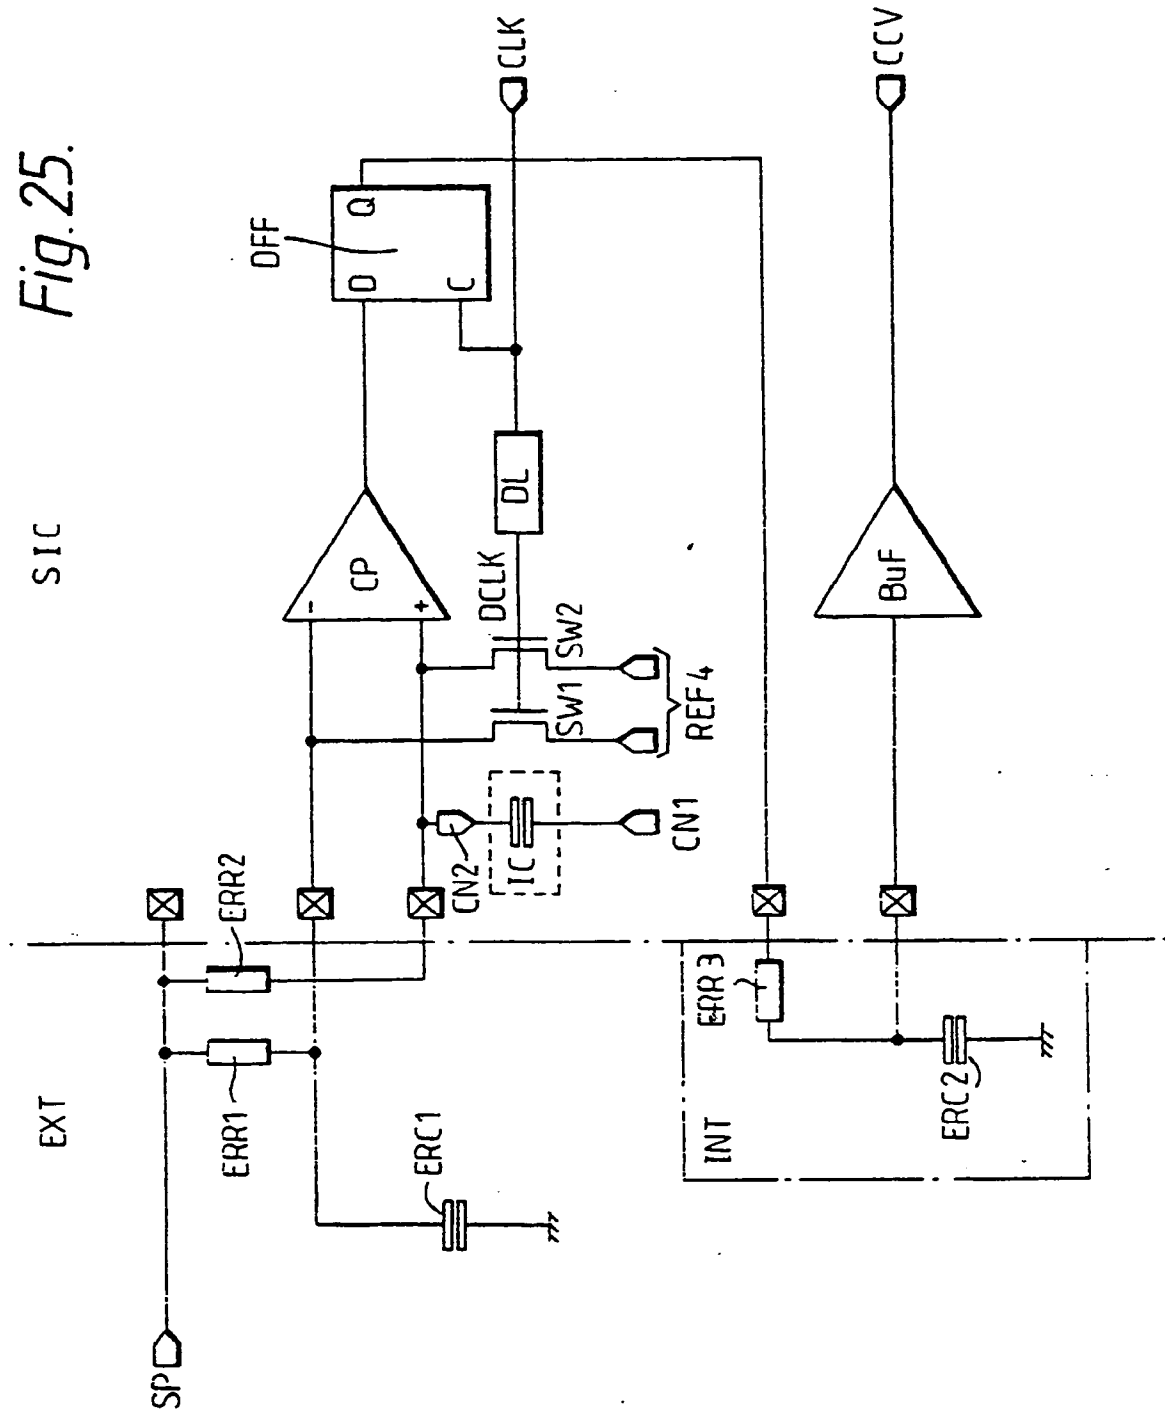 Fig. 25.
EXT
SIC
SP
ERR1
ERR2
ERC1
CP
-
+
DFF
D
Q
C
CLK
DL
DCLK
SW1
SW2
REF4
CN2
IC
CN1
INT
ERR3
ERC2
BuF
CCV